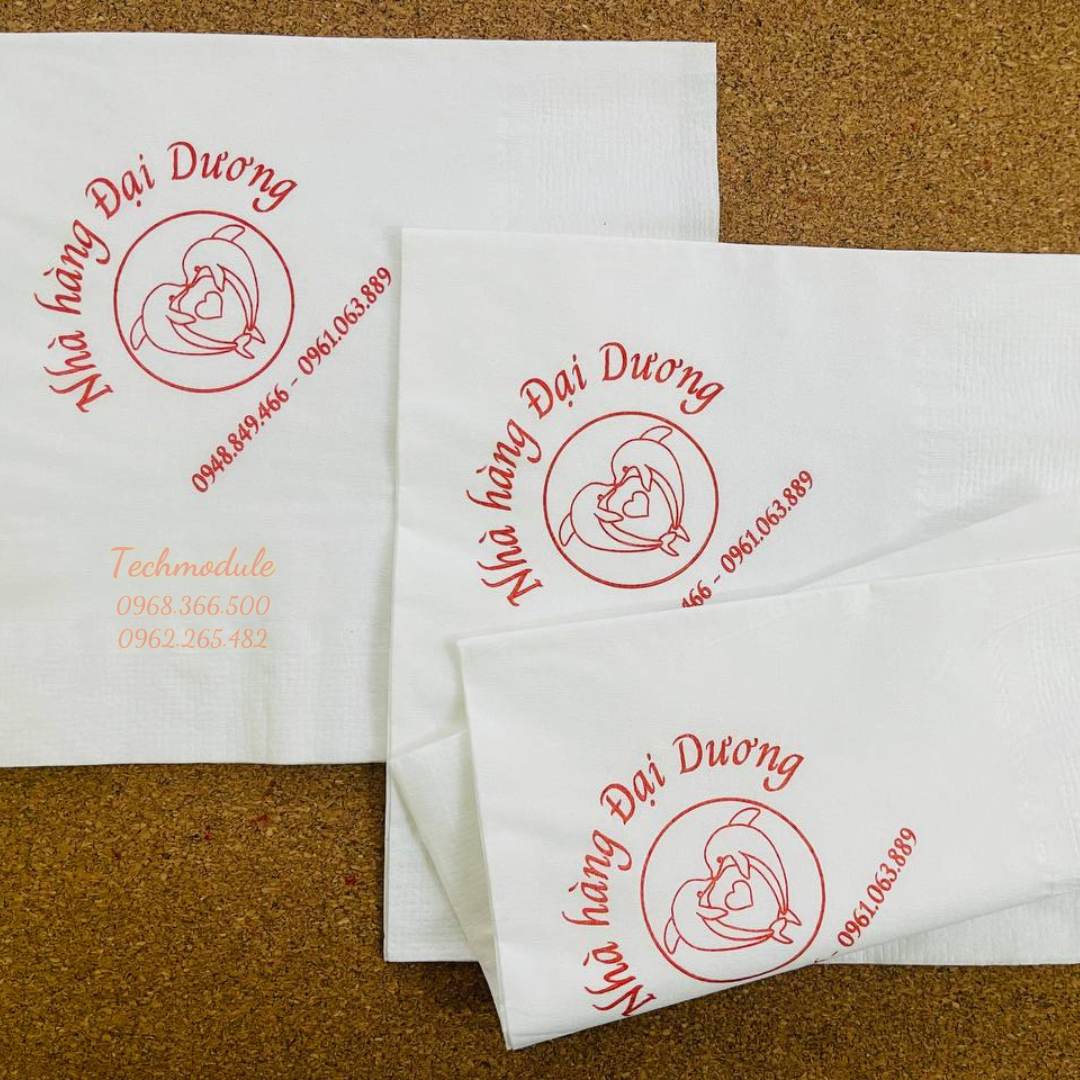 Nhà hàng Đại Dương
0948.849.466 - 0961.063.889
Techmodule
0968.366.500
0962.265.482
Nhà hàng Đại Dương
466 - 0961.063.889
Nhà hàng Đại Dương
- 0961.063.889